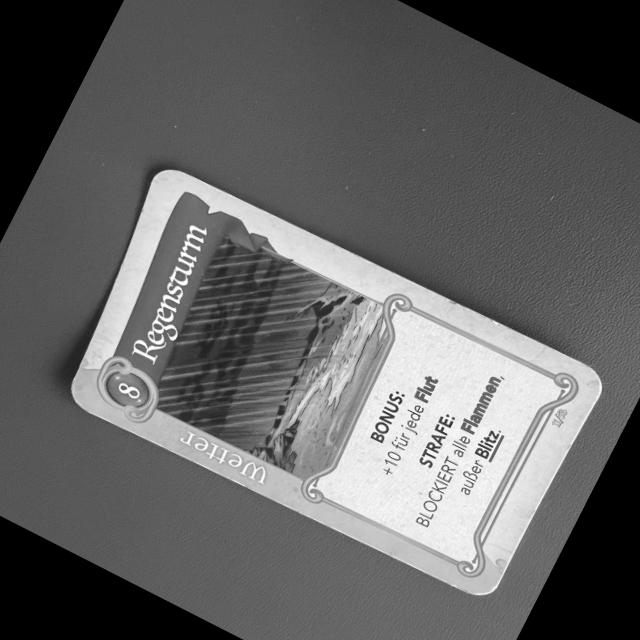 8
Regensturm
Wetter
BONUS:
+10 für jede Flut
STRAFE:
BLOCKIERT alle Flammen,
außer Blitz.